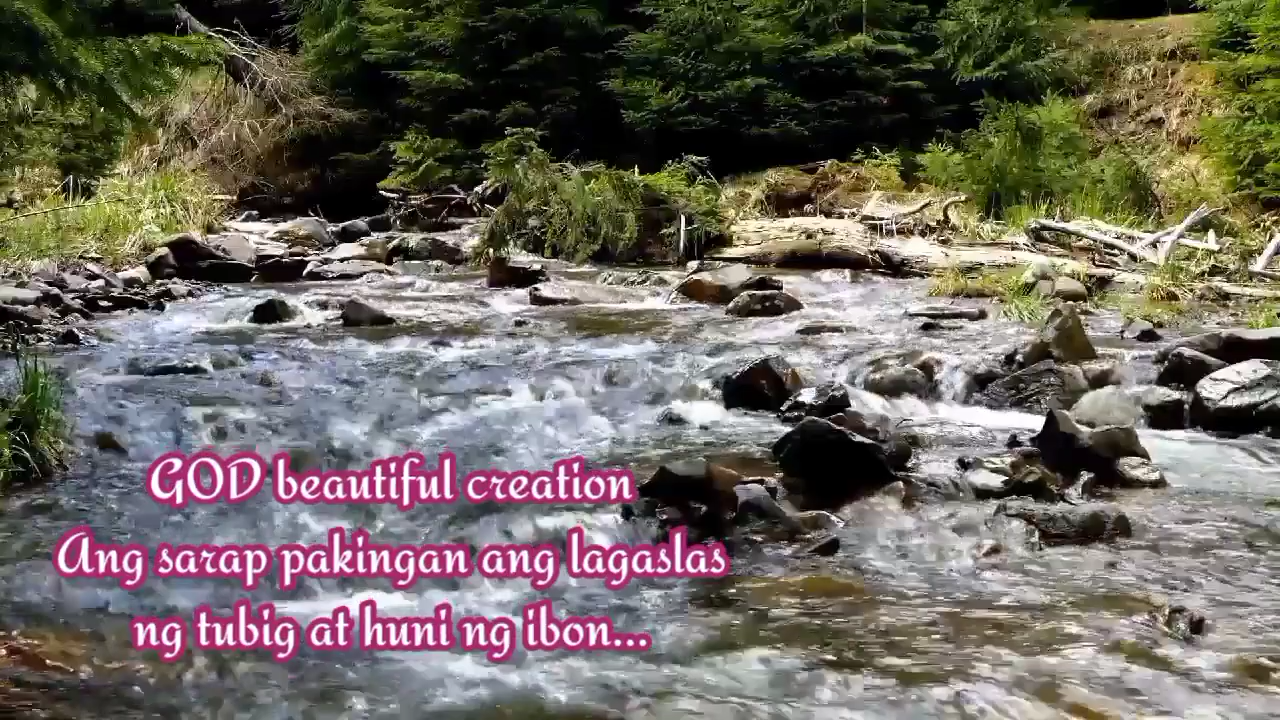 GOD beautiful creation
Ang sarap pakingan ang lagaslas
ng tubig at huni ng ibon...